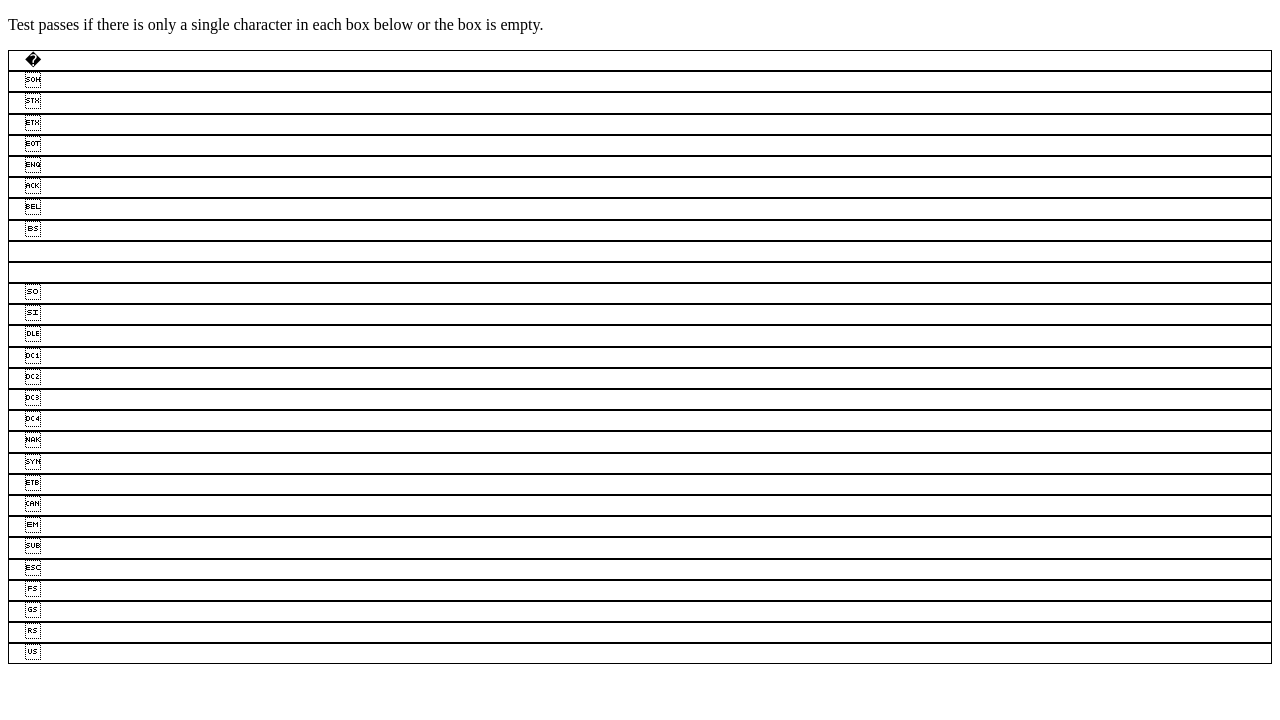 Test passes if there is only a single character in each box below or the box is empty.
�
SOH
STX
ETX
EOT
ENQ
ACK
BEL
BS
SO
SI
DLE
DC1
DC2
DC3
DC4
NAK
SYN
ETB
CAN
EM
SUB
ESC
FS
GS
RS
US